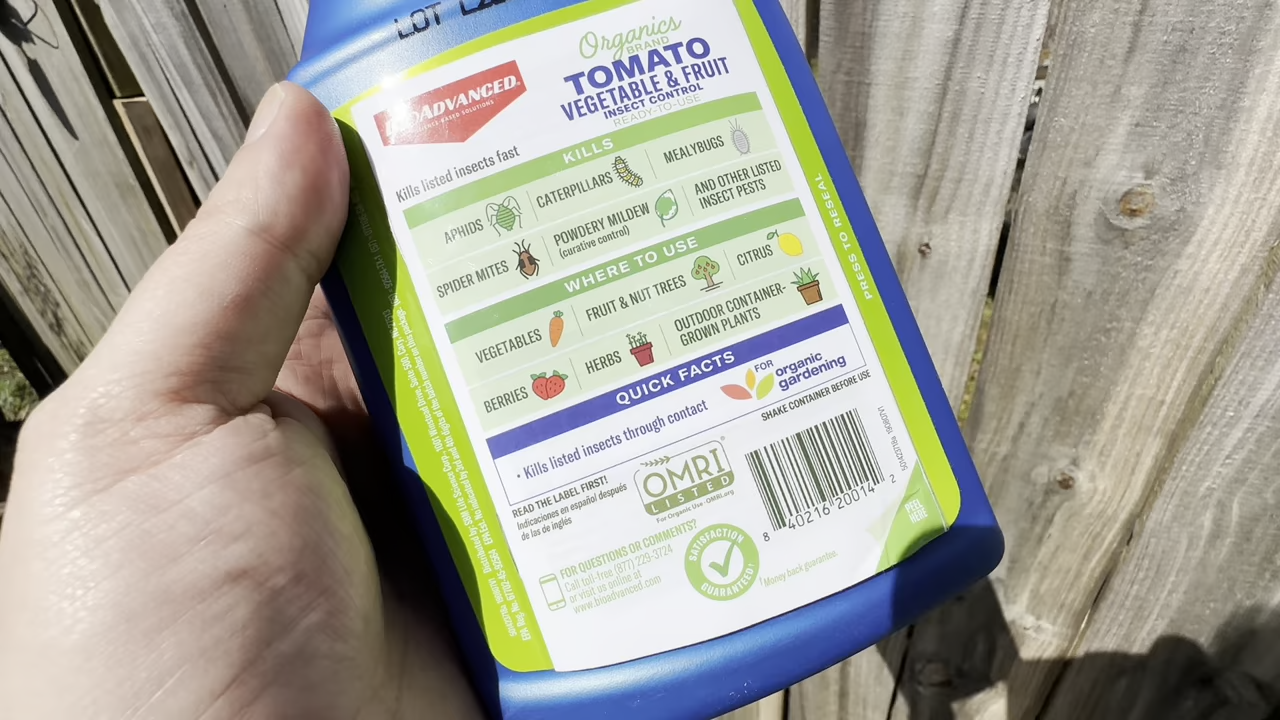 LOT
Organics
BRAND
TOMATO
VEGETABLE & FRUIT
INSECT CONTROL
READY-TO-USE
BIOADVANCED
SCIENCE-BASED SOLUTIONS
Kills listed insects fast
KILLS
APHIDS
CATERPILLARS
MEALYBUGS
SPIDER MITES
POWDERY MILDEW
(curative control)
AND OTHER LISTED
INSECT PESTS
WHERE TO USE
VEGETABLES
FRUIT & NUT TREES
CITRUS
BERRIES
HERBS
OUTDOOR CONTAINER-
GROWN PLANTS
QUICK FACTS
• Kills listed insects through contact
FOR organic
gardening
SHAKE CONTAINER BEFORE USE
READ THE LABEL FIRST!
Indicaciones en español después
de las de inglés
OMRI
LISTED
For Organic Use · OMRI.org
8 40216 20014 2
FOR QUESTIONS OR COMMENTS?
Call toll-free (877) 229-3724
or visit us online at
www.bioadvanced.com
SATISFACTION
GUARANTEED!
Money back guarantee.
PEEL
HERE
PRESS TO RESEAL